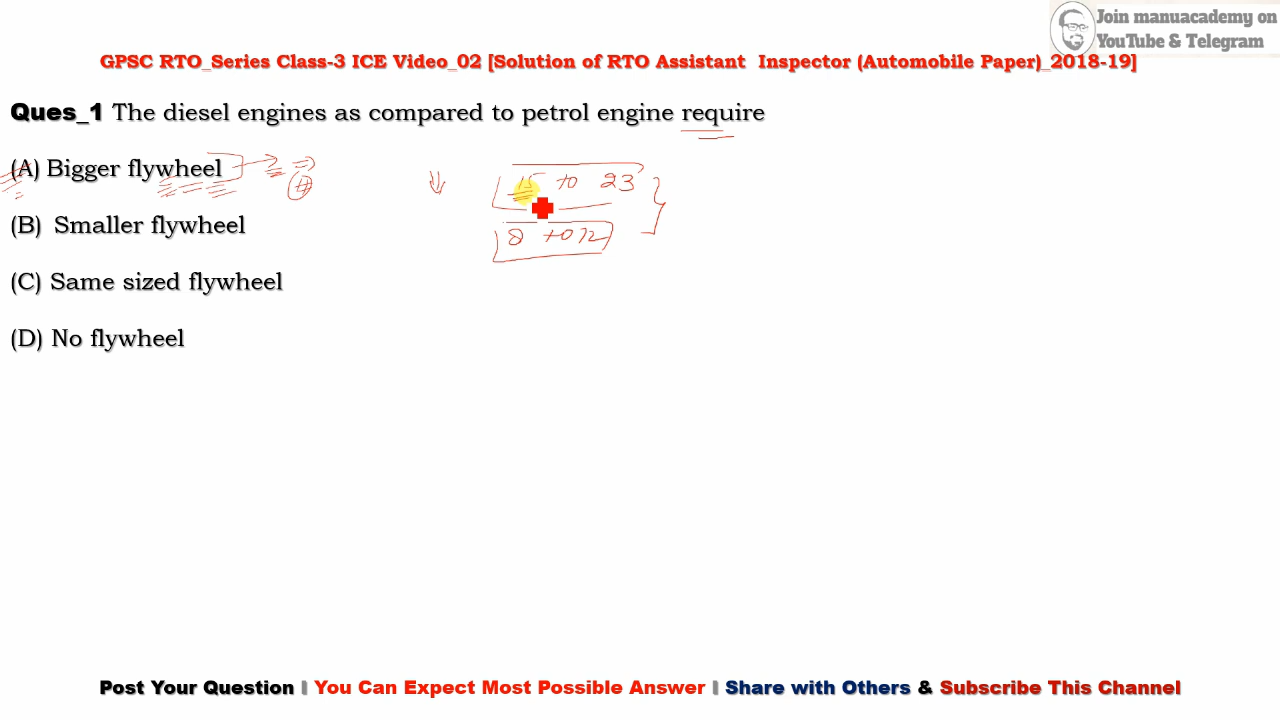 Join manuacademy on
YouTube & Telegram
GPSC RTO_Series Class-3 ICE Video_02 [Solution of RTO Assistant Inspector (Automobile Paper)_2018-19]
Ques_1 The diesel engines as compared to petrol engine require
(A) Bigger flywheel
15 to 23
(B) Smaller flywheel
8 to 12
(C) Same sized flywheel
(D) No flywheel
Post Your Question | You Can Expect Most Possible Answer | Share with Others & Subscribe This Channel